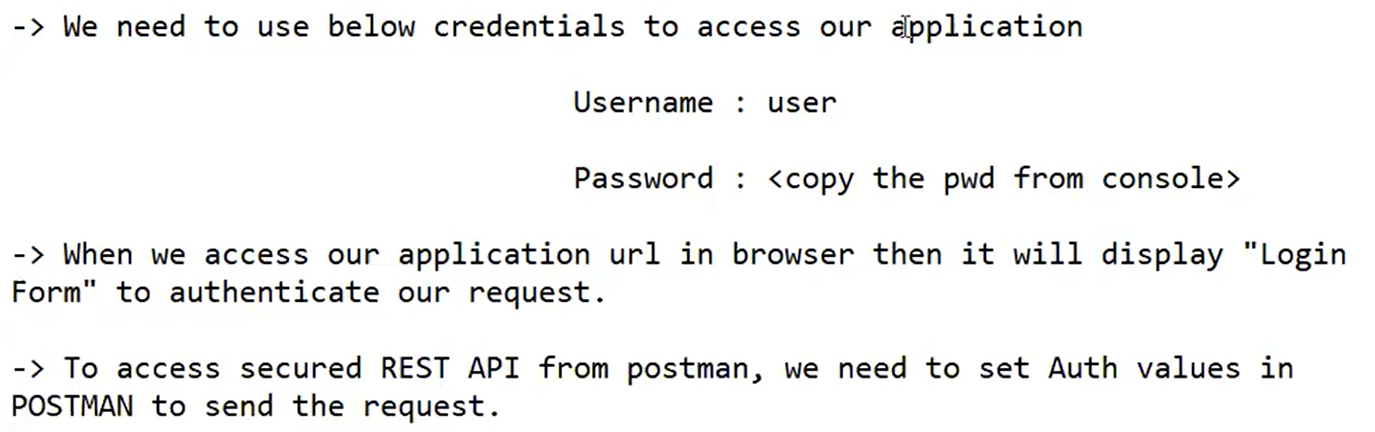 -> We need to use below credentials to access our application
Username : user
Password : <copy the pwd from console>
-> When we access our application url in browser then it will display "Login
Form" to authenticate our request.
-> To access secured REST API from postman, we need to set Auth values in
POSTMAN to send the request.